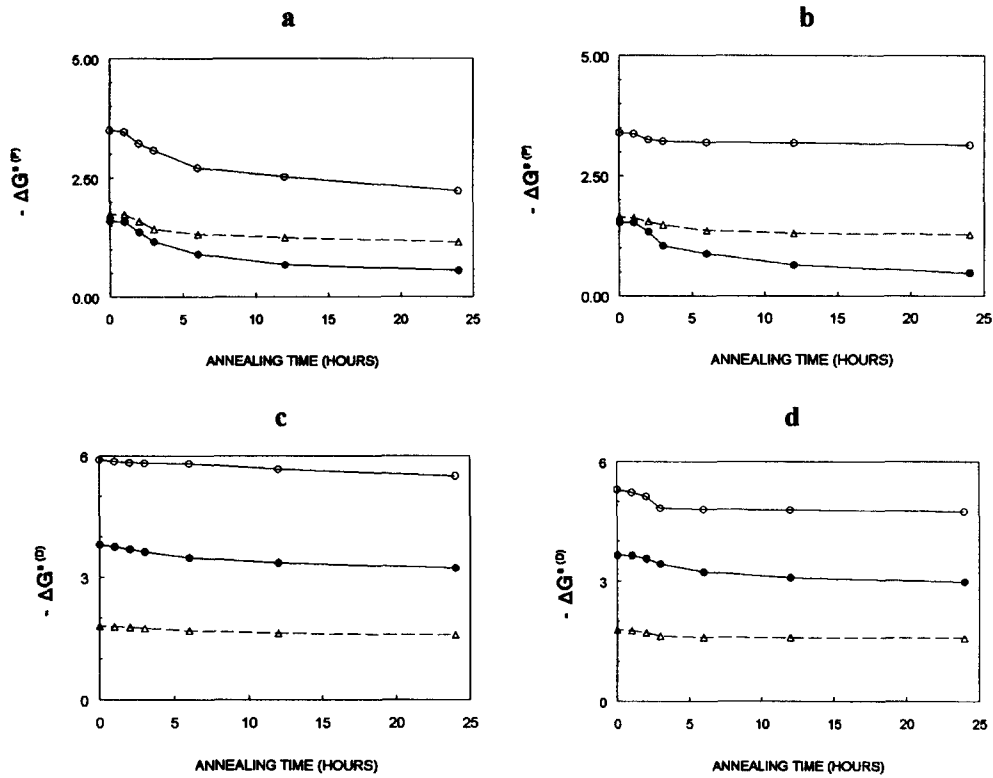 a
5.00
2.50
0.00
- ΔG^s (P)
0 5 10 15 20 25
ANNEALING TIME (HOURS)
b
5.00
2.50
0.00
- ΔG^s (P)
0 5 10 15 20 25
ANNEALING TIME (HOURS)
c
6
3
0
- ΔG^s (D)
0 5 10 15 20 25
ANNEALING TIME (HOURS)
d
6
3
0
- ΔG^s (D)
0 5 10 15 20 25
ANNEALING TIME (HOURS)